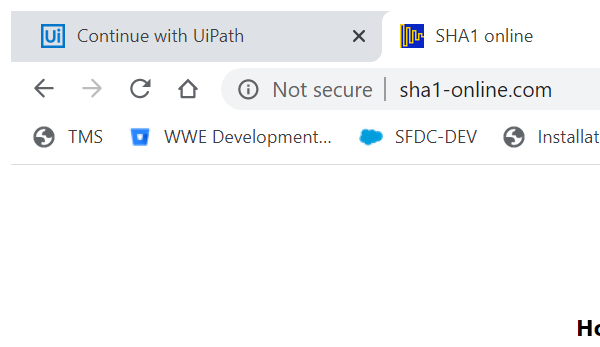 Ui Continue with UiPath SHA1 online
Not secure sha1-online.com
TMS WWE Development... SFDC-DEV Installat
Ho